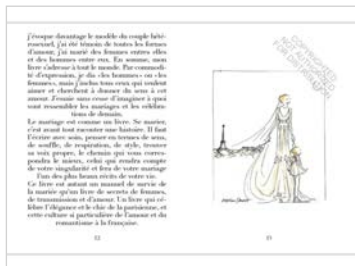 j'évoque davantage le modèle du couple hété-
rosexuel, j'ai été témoin de toutes les formes
d'amour, j'ai marié des femmes entre elles
et des hommes entre eux. En somme, mon
livre s'adresse à tout le monde. Par commodi-
té d'expression, je dis «les hommes» ou «les
femmes», mais j'inclus tous ceux qui veulent
aimer et cherchent à donner du sens à cet
amour. J'essaie sans cesse d'imaginer à quoi
vont ressembler les mariages et les célébra-
tions de demain.
Le mariage est comme un livre. Se marier,
c'est avant tout raconter une histoire. Il faut
l'écrire avec soin, penser en termes de sens,
de souffle, de respiration, de style, trouver
sa voix propre, le chemin qui vous corres-
pondra le mieux, celui qui rendra compte
de votre singularité et fera de votre mariage
l'un des plus beaux récits de votre vie.
Ce livre est autant un manuel de survie de
la mariée qu'un livre de secrets de femmes,
de transmission et d'amour. Un livre qui cé-
lèbre l'élégance et le chic de la parisienne, et
cette culture si particulière de l'amour et du
romantisme à la française.
COPYRIGHTED